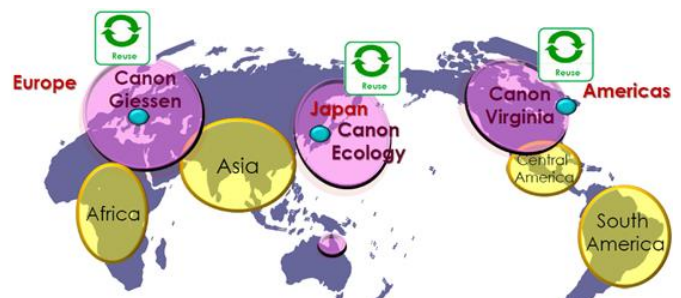 Reuse
Reuse
Reuse
Europe
Canon
Giessen
Japan
Canon
Ecology
Canon
Virginia
Americas
Asia
Africa
Central
America
South
America